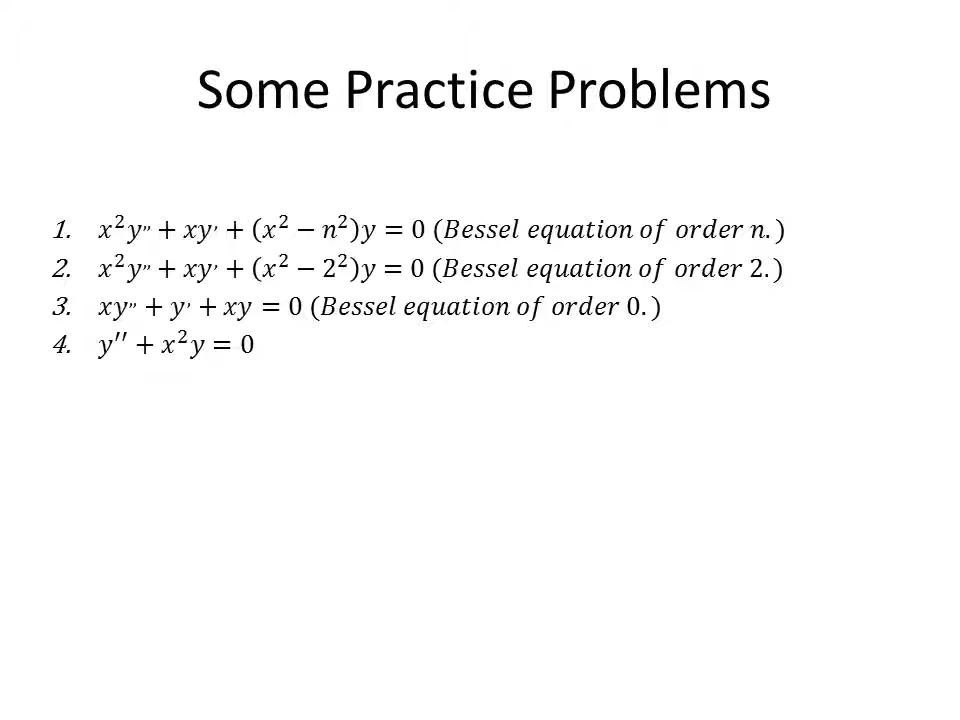 Some Practice Problems
1. x²y” + xy’ + (x² − n²)y = 0 (Bessel equation of order n.)
2. x²y” + xy’ + (x² − 2²)y = 0 (Bessel equation of order 2.)
3. xy” + y’ + xy = 0 (Bessel equation of order 0.)
4. y′′ + x²y = 0